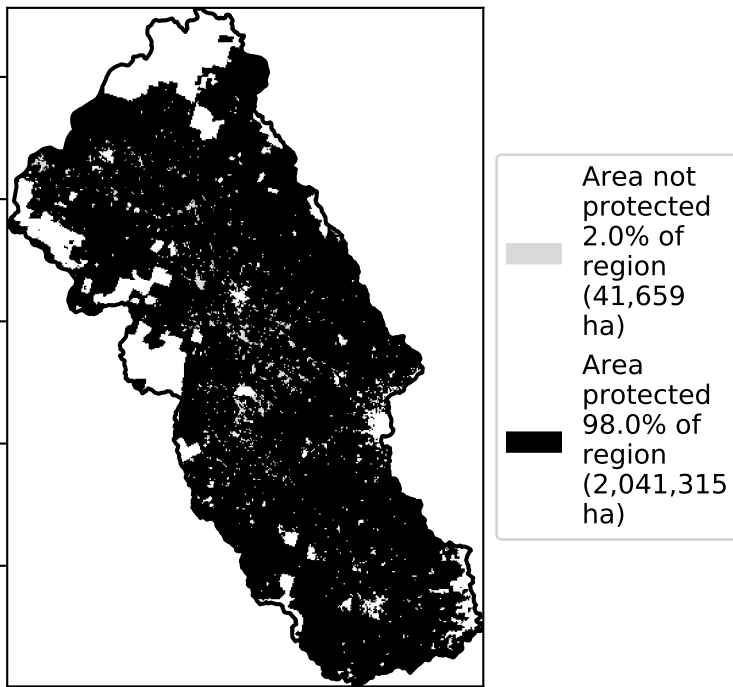 Area not
protected
2.0% of
region
(41,659
ha)
Area
protected
98.0% of
region
(2,041,315
ha)